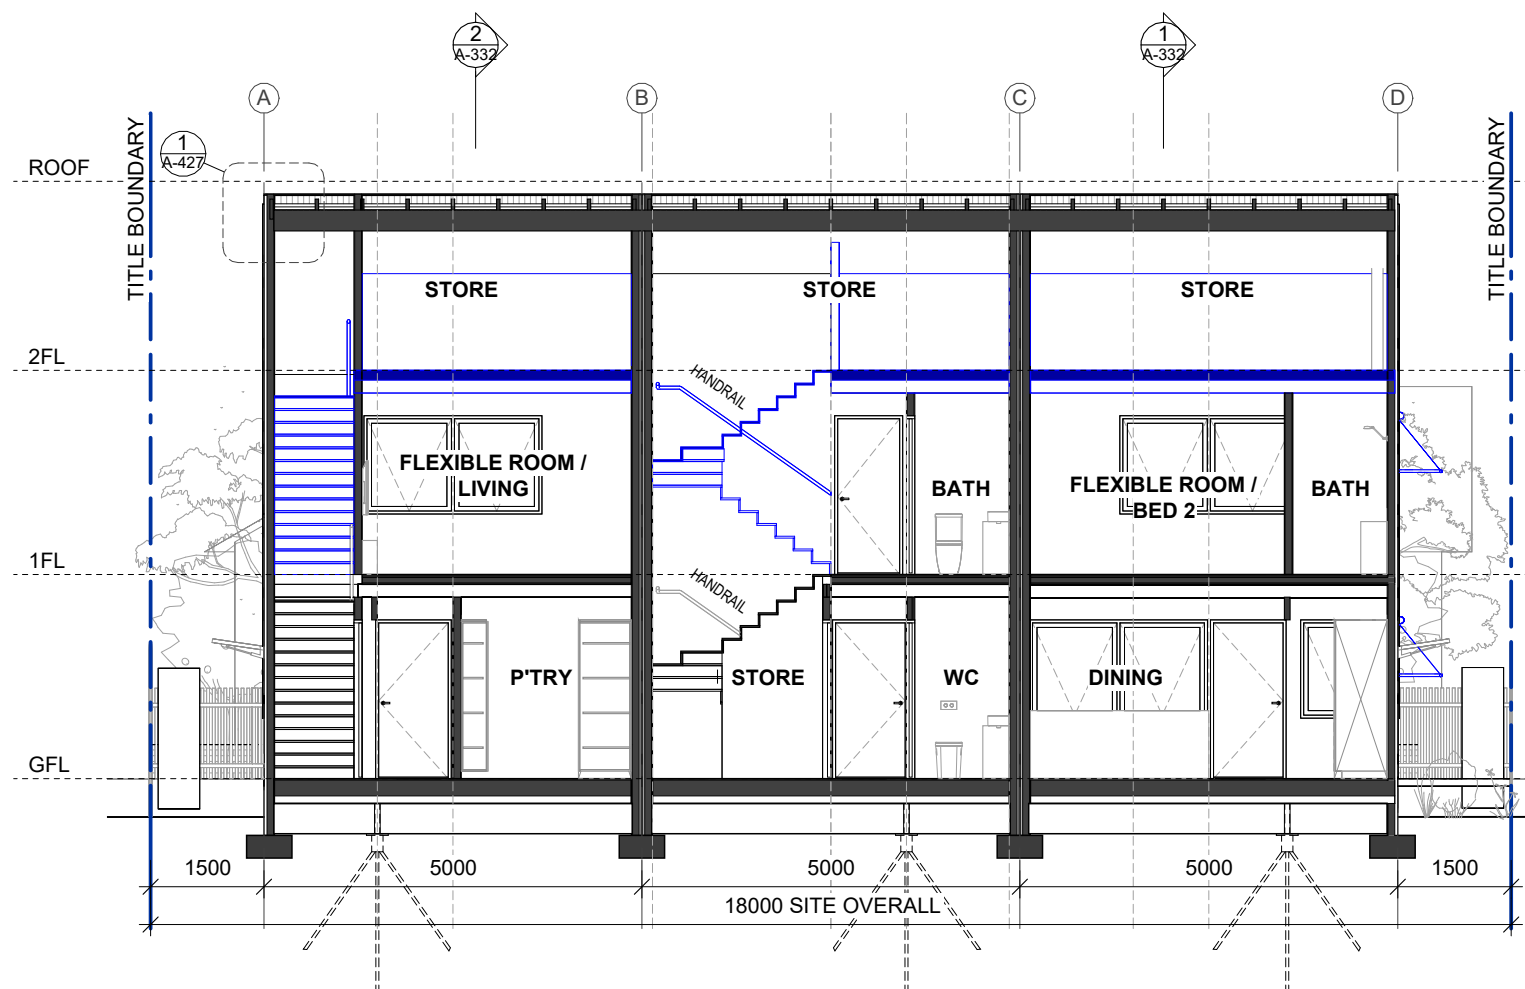 2
A-332
1
A-332
A
B
C
D
1
A-427
ROOF
TITLE BOUNDARY
TITLE BOUNDARY
STORE
STORE
STORE
2FL
HANDRAIL
FLEXIBLE ROOM /
LIVING
BATH
FLEXIBLE ROOM /
BED 2
BATH
1FL
HANDRAIL
P'TRY
STORE
WC
DINING
GFL
1500
5000
5000
5000
1500
18000 SITE OVERALL